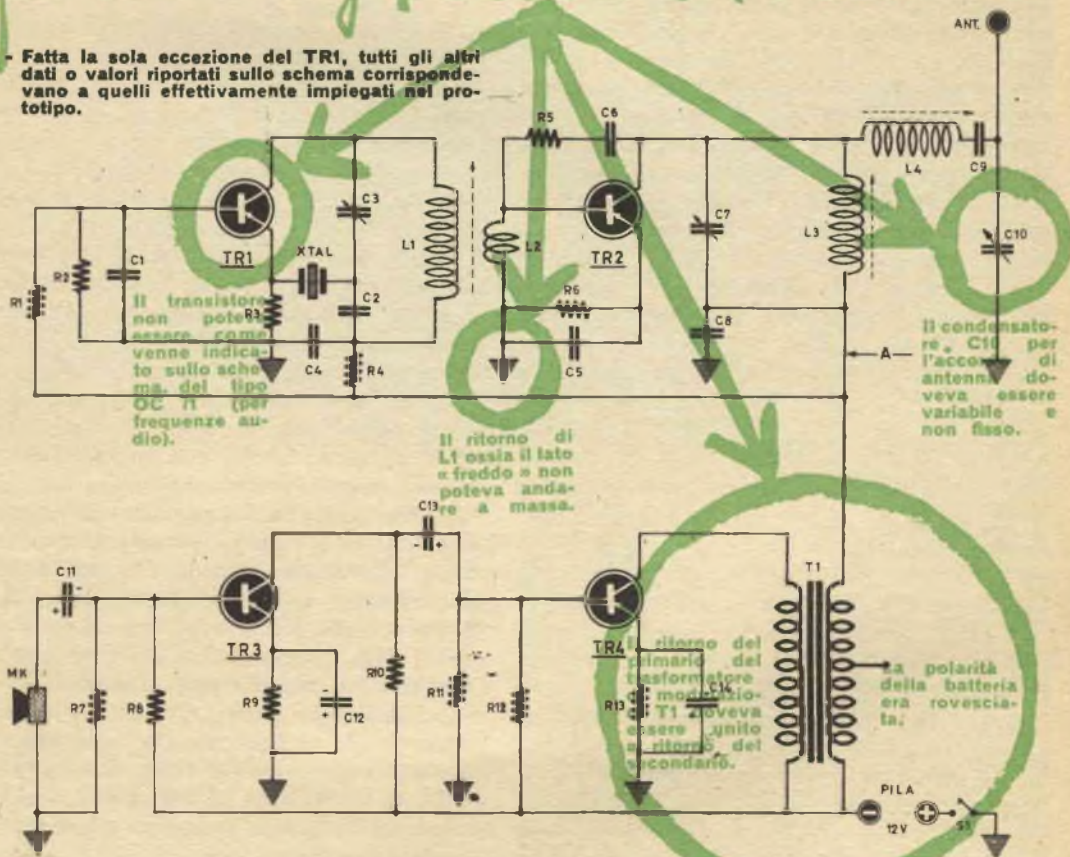 - Fatta la sola eccezione del TR1, tutti gli altri
dati o valori riportati sullo schema corrisponde-
vano a quelli effettivamente impiegati nel pro-
totipo.
ANT.
R5
C6
L4
C9
C3
C7
L3
C10
TR1
XTAL
L1
L2
TR2
R1
R2
C1
R3
C2
R6
C8
C4
R4
C5
A
Il transistore
non poteva
essere come
venne indica-
to sullo sche-
ma, del tipo
OC 71 (per
frequenze au-
dio).
Il ritorno di
L1 ossia il lato
« freddo » non
poteva anda-
re a massa.
Il condensato-
re, C10 per
l'accordo di
antenna do-
veva essere
variabile e
non fisso.
C13
- +
C11
+ -
T1
TR3
TR4
MK
R7
R8
R9
-
+
C12
R10
R11
R12
R13
C14
Il ritorno del
primario del
trasformatore
di modulazio-
e T1 doveva
essere unito
a ritorno del
secondario.
La polarità
della batteria
era rovescia-
ta.
PILA
- +
12V
S1